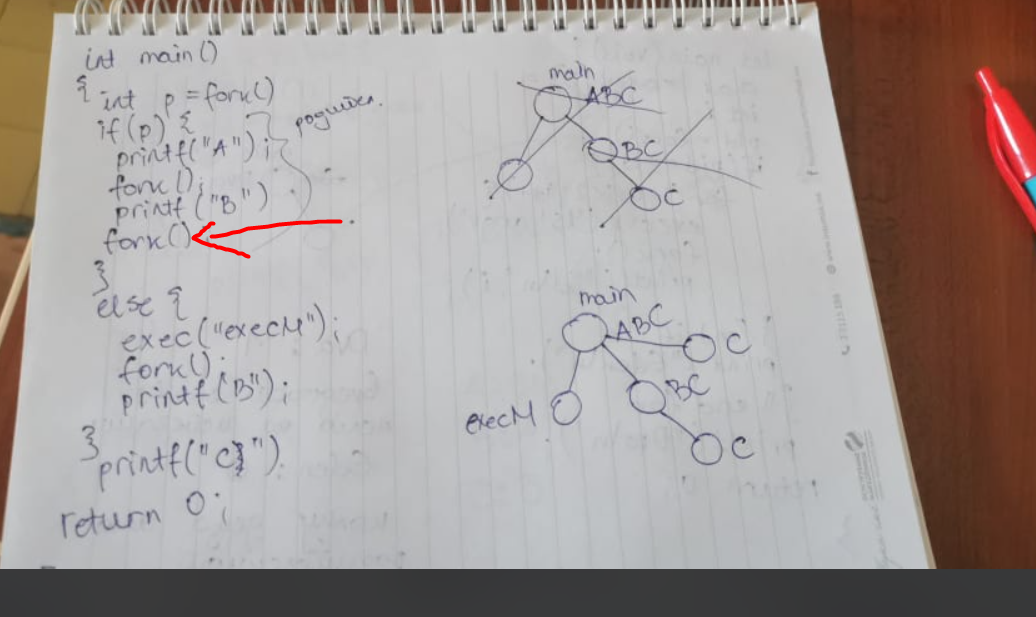 int main()
{ int p = fork()
if(p) {
printf("A");
fork();
printf("B")
fork()
}
else {
exec("execM");
fork();
printf(B");
}
printf("C}")
return 0;
родител.
main
ABC
BC
C
main
ABC
C
BC
execM
C